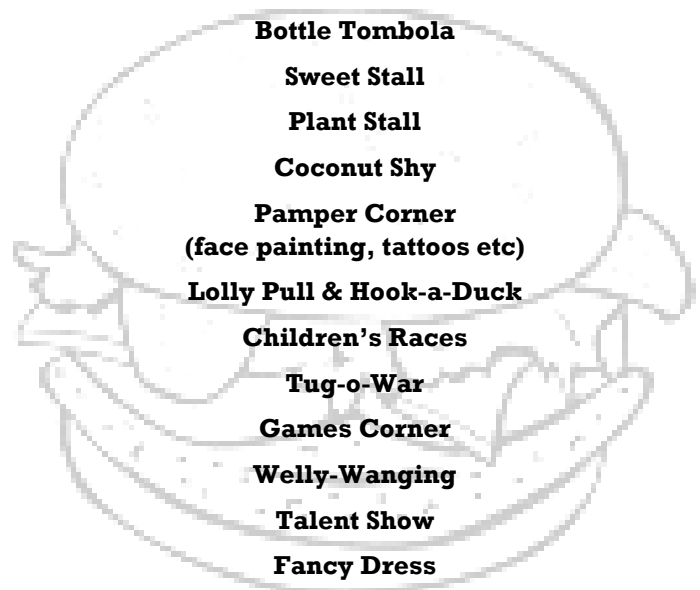 Bottle Tombola
Sweet Stall
Plant Stall
Coconut Shy
Pamper Corner
(face painting, tattoos etc)
Lolly Pull & Hook-a-Duck
Children’s Races
Tug-o-War
Games Corner
Welly-Wanging
Talent Show
Fancy Dress